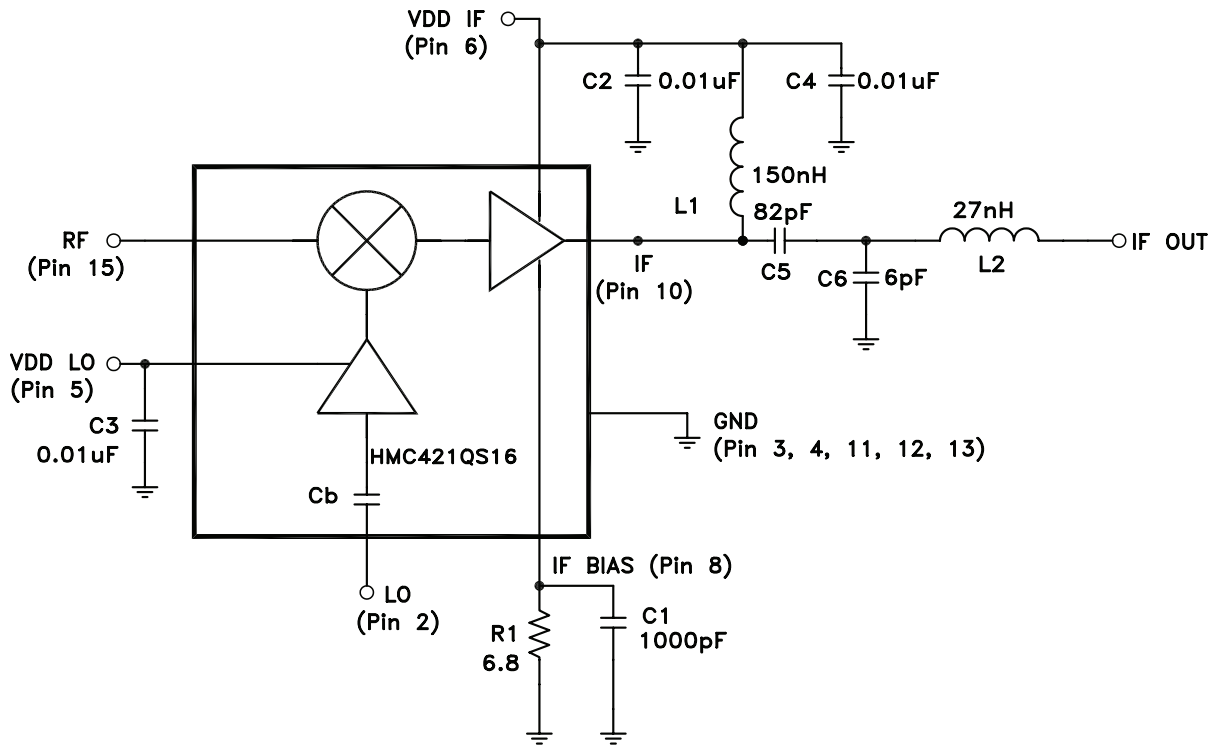 VDD IF
(Pin 6)
C2
0.01uF
C4
0.01uF
150nH
L1
82pF
27nH
RF
(Pin 15)
IF
(Pin 10)
C5
C6
6pF
L2
IF OUT
VDD LO
(Pin 5)
C3
0.01uF
GND
(Pin 3, 4, 11, 12, 13)
HMC421QS16
Cb
LO
(Pin 2)
IF BIAS (Pin 8)
R1
6.8
C1
1000pF